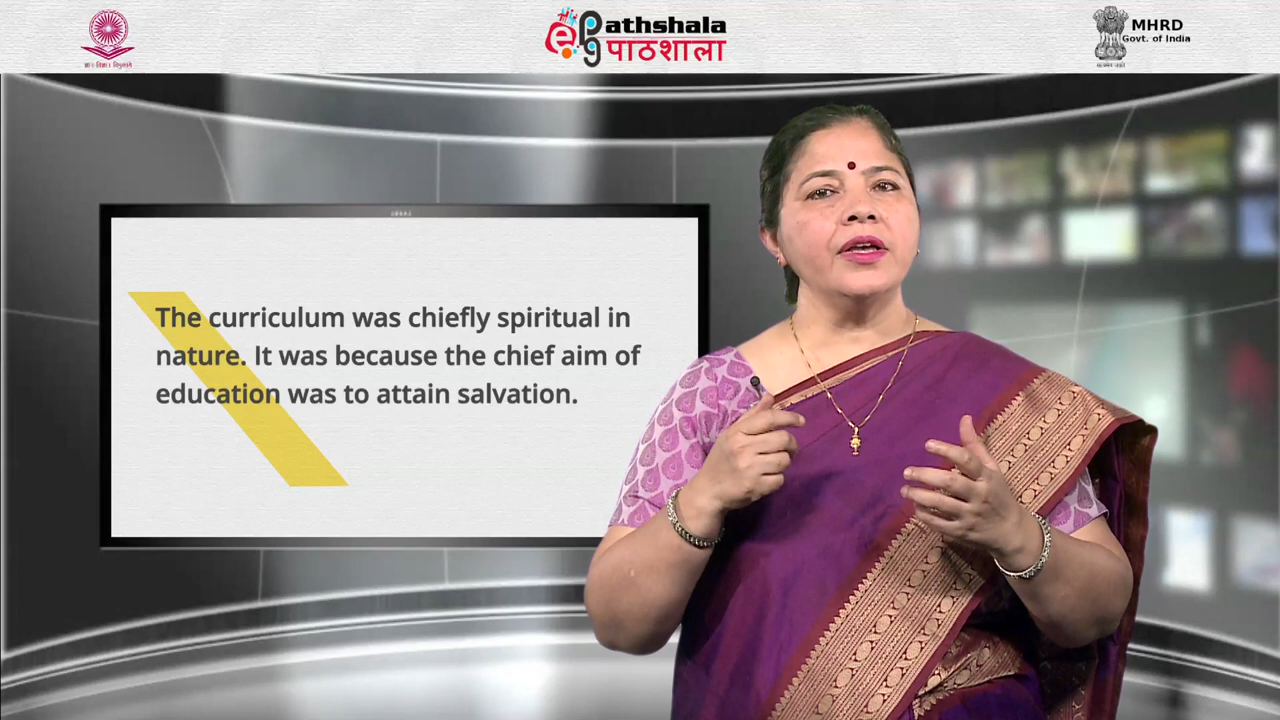 ePathshala
पाठशाला
MHRD
Govt. of India
The curriculum was chiefly spiritual in
nature. It was because the chief aim of
education was to attain salvation.